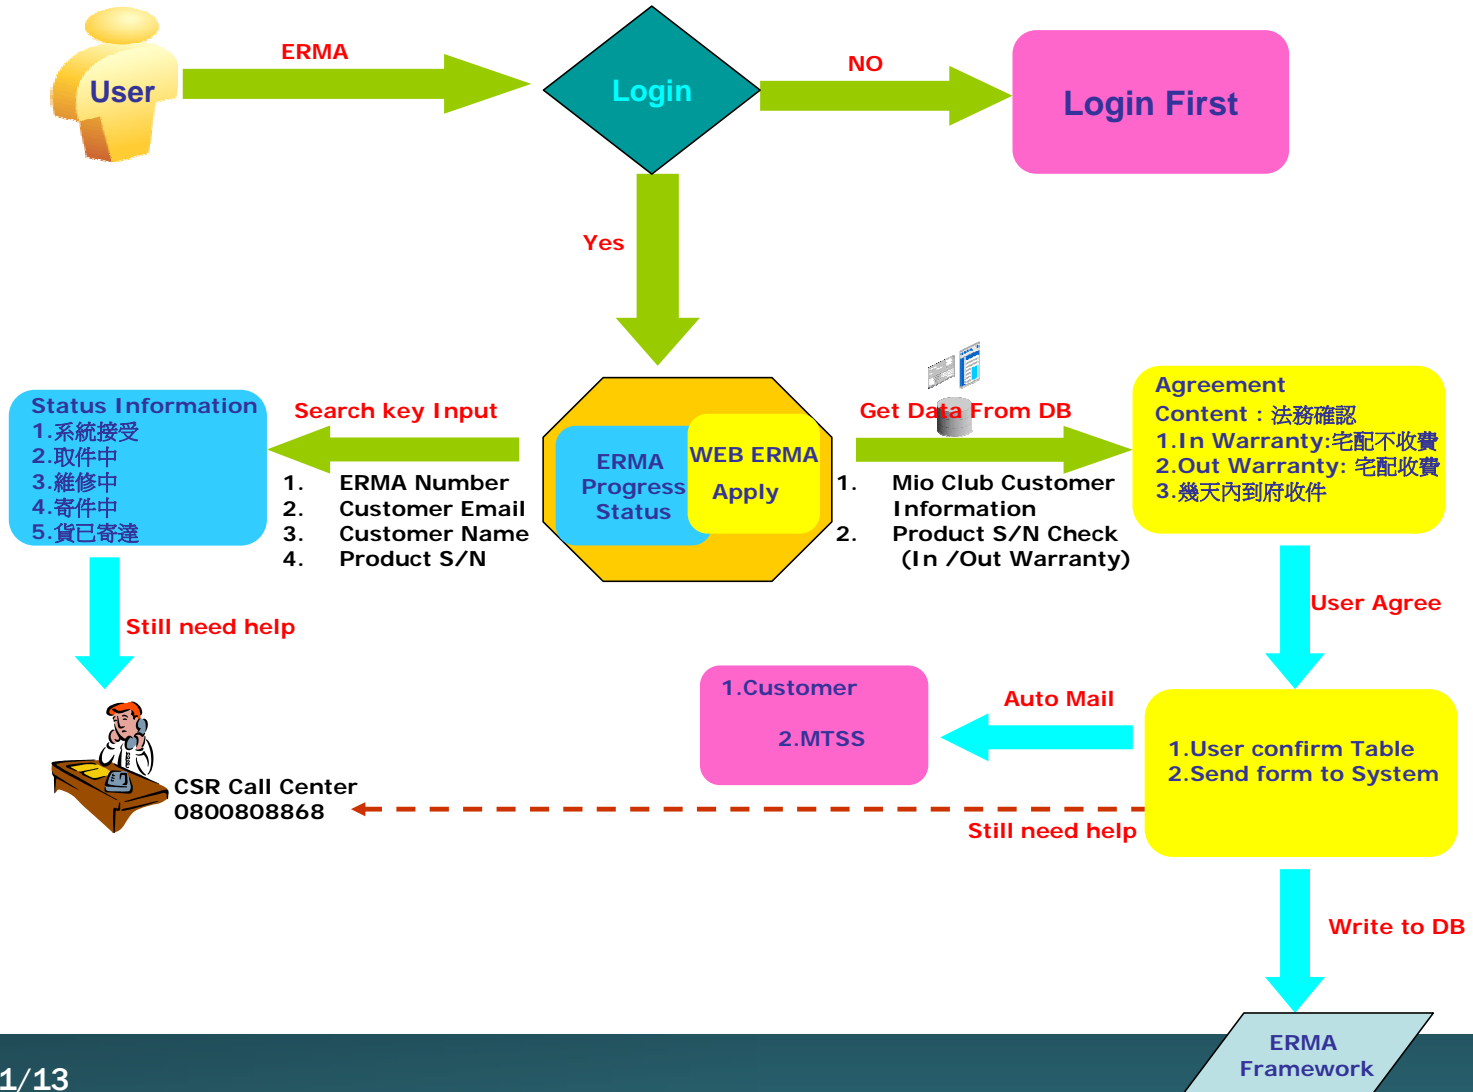 ERMA
User
Login
NO
Login First
Yes
Status Information
1.系統接受
2.取件中
3.維修中
4.寄件中
5.貨已寄達
Search key Input
1. ERMA Number
2. Customer Email
3. Customer Name
4. Product S/N
ERMA
Progress
Status
WEB ERMA
Apply
Get Data From DB
1. Mio Club Customer
Information
2. Product S/N Check
(In /Out Warranty)
Agreement
Content : 法務確認
1.In Warranty:宅配不收費
2.Out Warranty: 宅配收費
3.幾天內到府收件
Still need help
User Agree
1.Customer
2.MTSS
Auto Mail
1.User confirm Table
2.Send form to System
CSR Call Center
0800808868
Still need help
Write to DB
ERMA
Framework
1/13